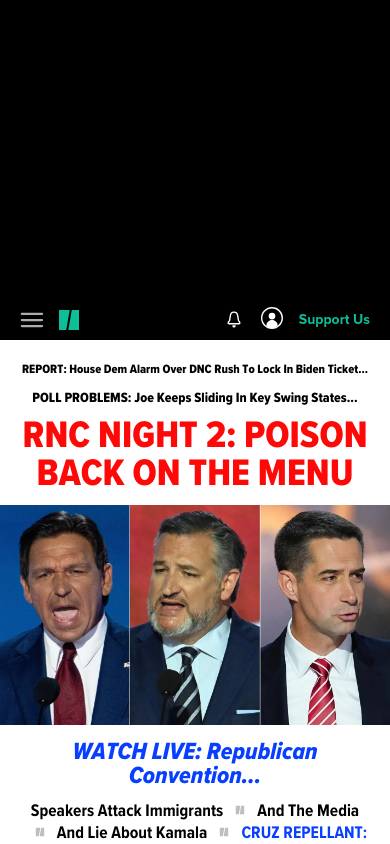 Support Us
REPORT: House Dem Alarm Over DNC Rush To Lock In Biden Ticket...
POLL PROBLEMS: Joe Keeps Sliding In Key Swing States...
RNC NIGHT 2: POISON
BACK ON THE MENU
WATCH LIVE: Republican
Convention...
Speakers Attack Immigrants And The Media
And Lie About Kamala CRUZ REPELLANT: